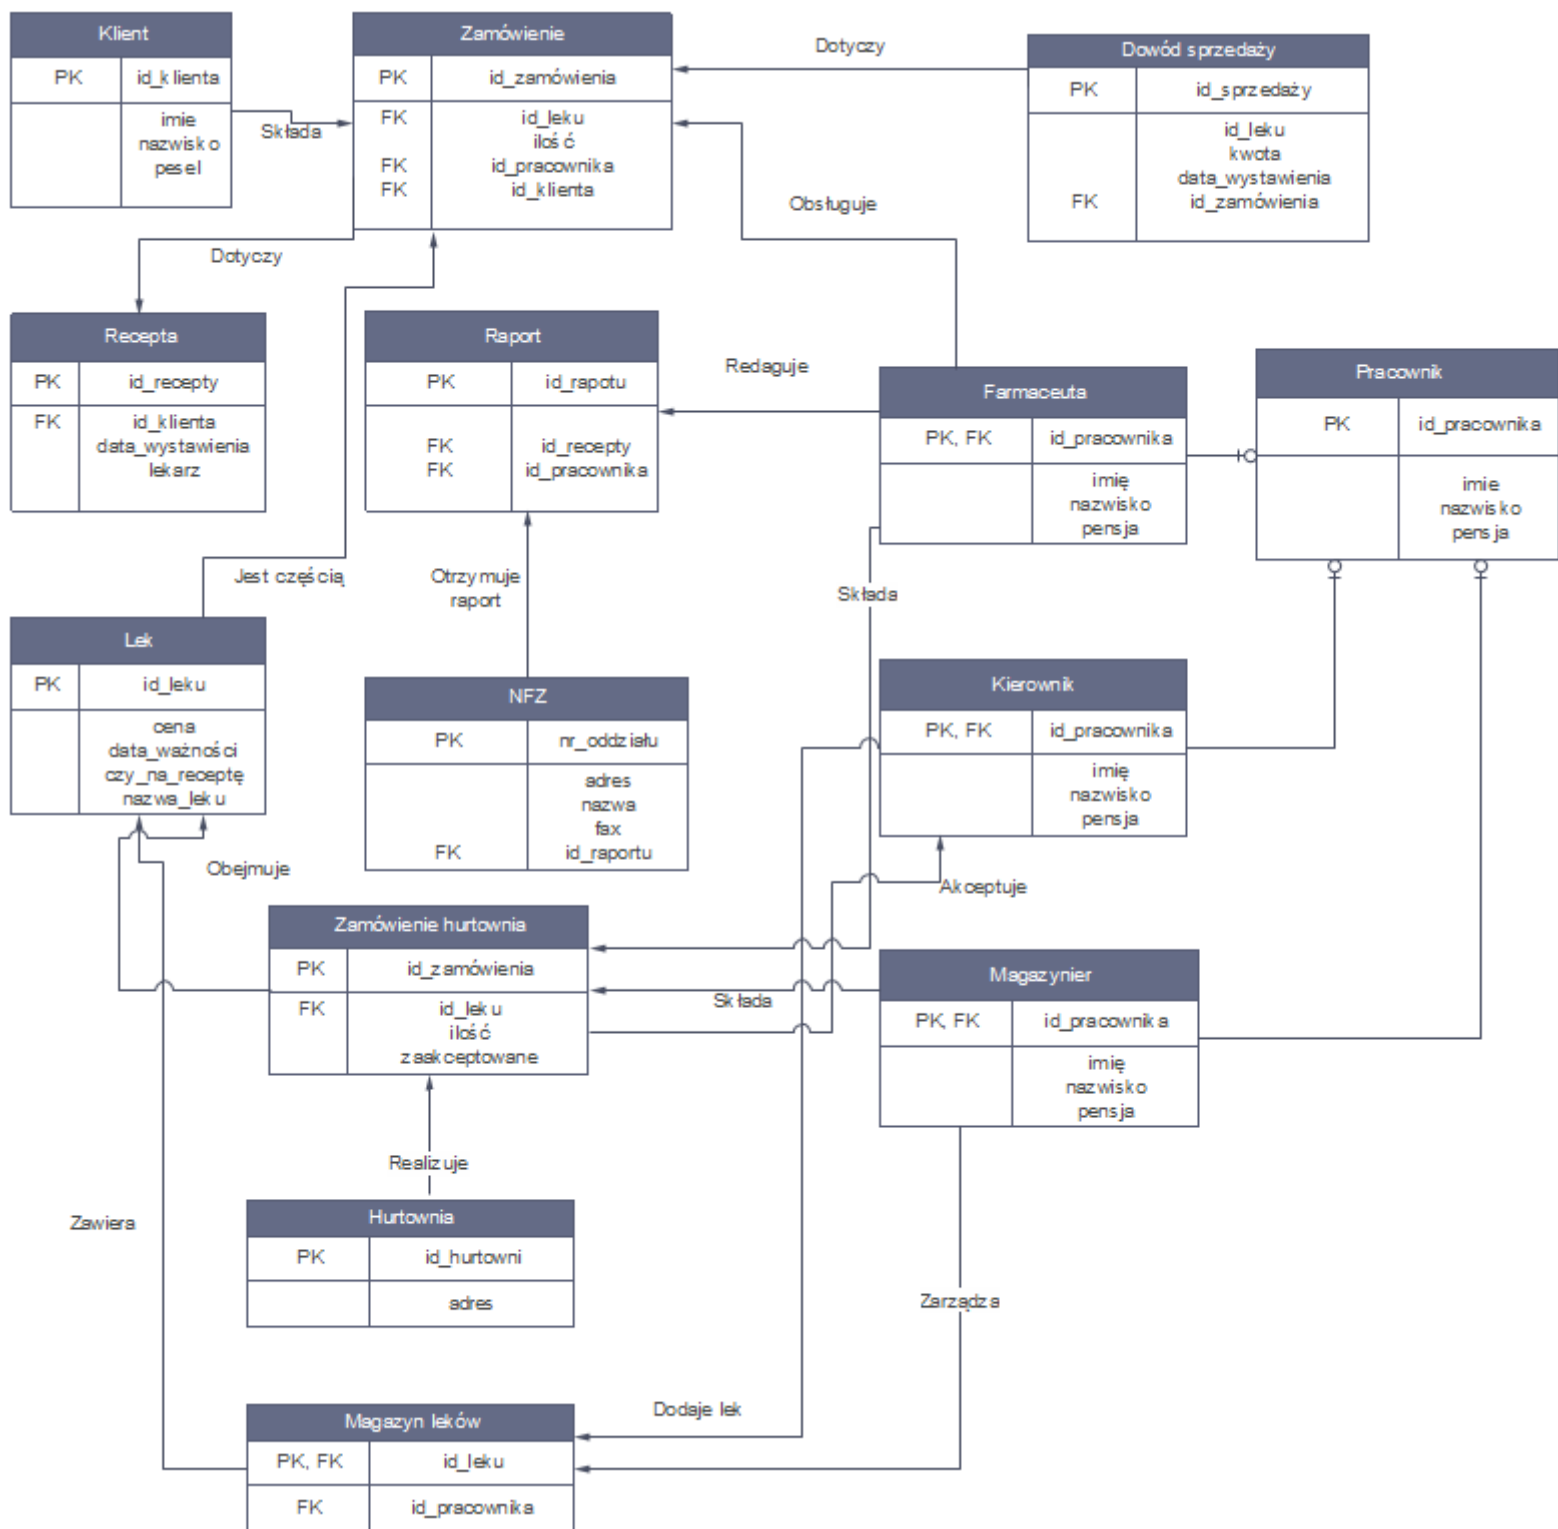 Klient
PK id_klienta
imie
nazwisko
pesel
Składa
Zamówienie
PK id_zamówienia
FK id_leku
ilość
FK id_pracownika
FK id_klienta
Dotyczy
Dowód sprzedaży
PK id_sprzedaży
id_leku
kwota
data_wystawienia
FK id_zamówienia
Obsługuje
Dotyczy
Recepta
PK id_recepty
FK id_klienta
data_wystawienia
lekarz
Raport
PK id_rapotu
FK id_recepty
FK id_pracownika
Redaguje
Farmaceuta
PK, FK id_pracownika
imię
nazwisko
pensja
Pracownik
PK id_pracownika
imie
nazwisko
pensja
Jest częścią
Otrzymuje
raport
Składa
Lek
PK id_leku
cena
data_ważności
czy_na_receptę
nazwa_leku
NFZ
PK nr_oddziału
adres
nazwa
fax
FK id_raportu
Kierownik
PK, FK id_pracownika
imię
nazwisko
pensja
Obejmuje
Akceptuje
Zamówienie hurtownia
PK id_zamówienia
FK id_leku
ilość
zaakceptowane
Składa
Magazynier
PK, FK id_pracownika
imię
nazwisko
pensja
Realizuje
Hurtownia
PK id_hurtowni
adres
Zawiera
Zarządza
Dodaje lek
Magazyn leków
PK, FK id_leku
FK id_pracownika